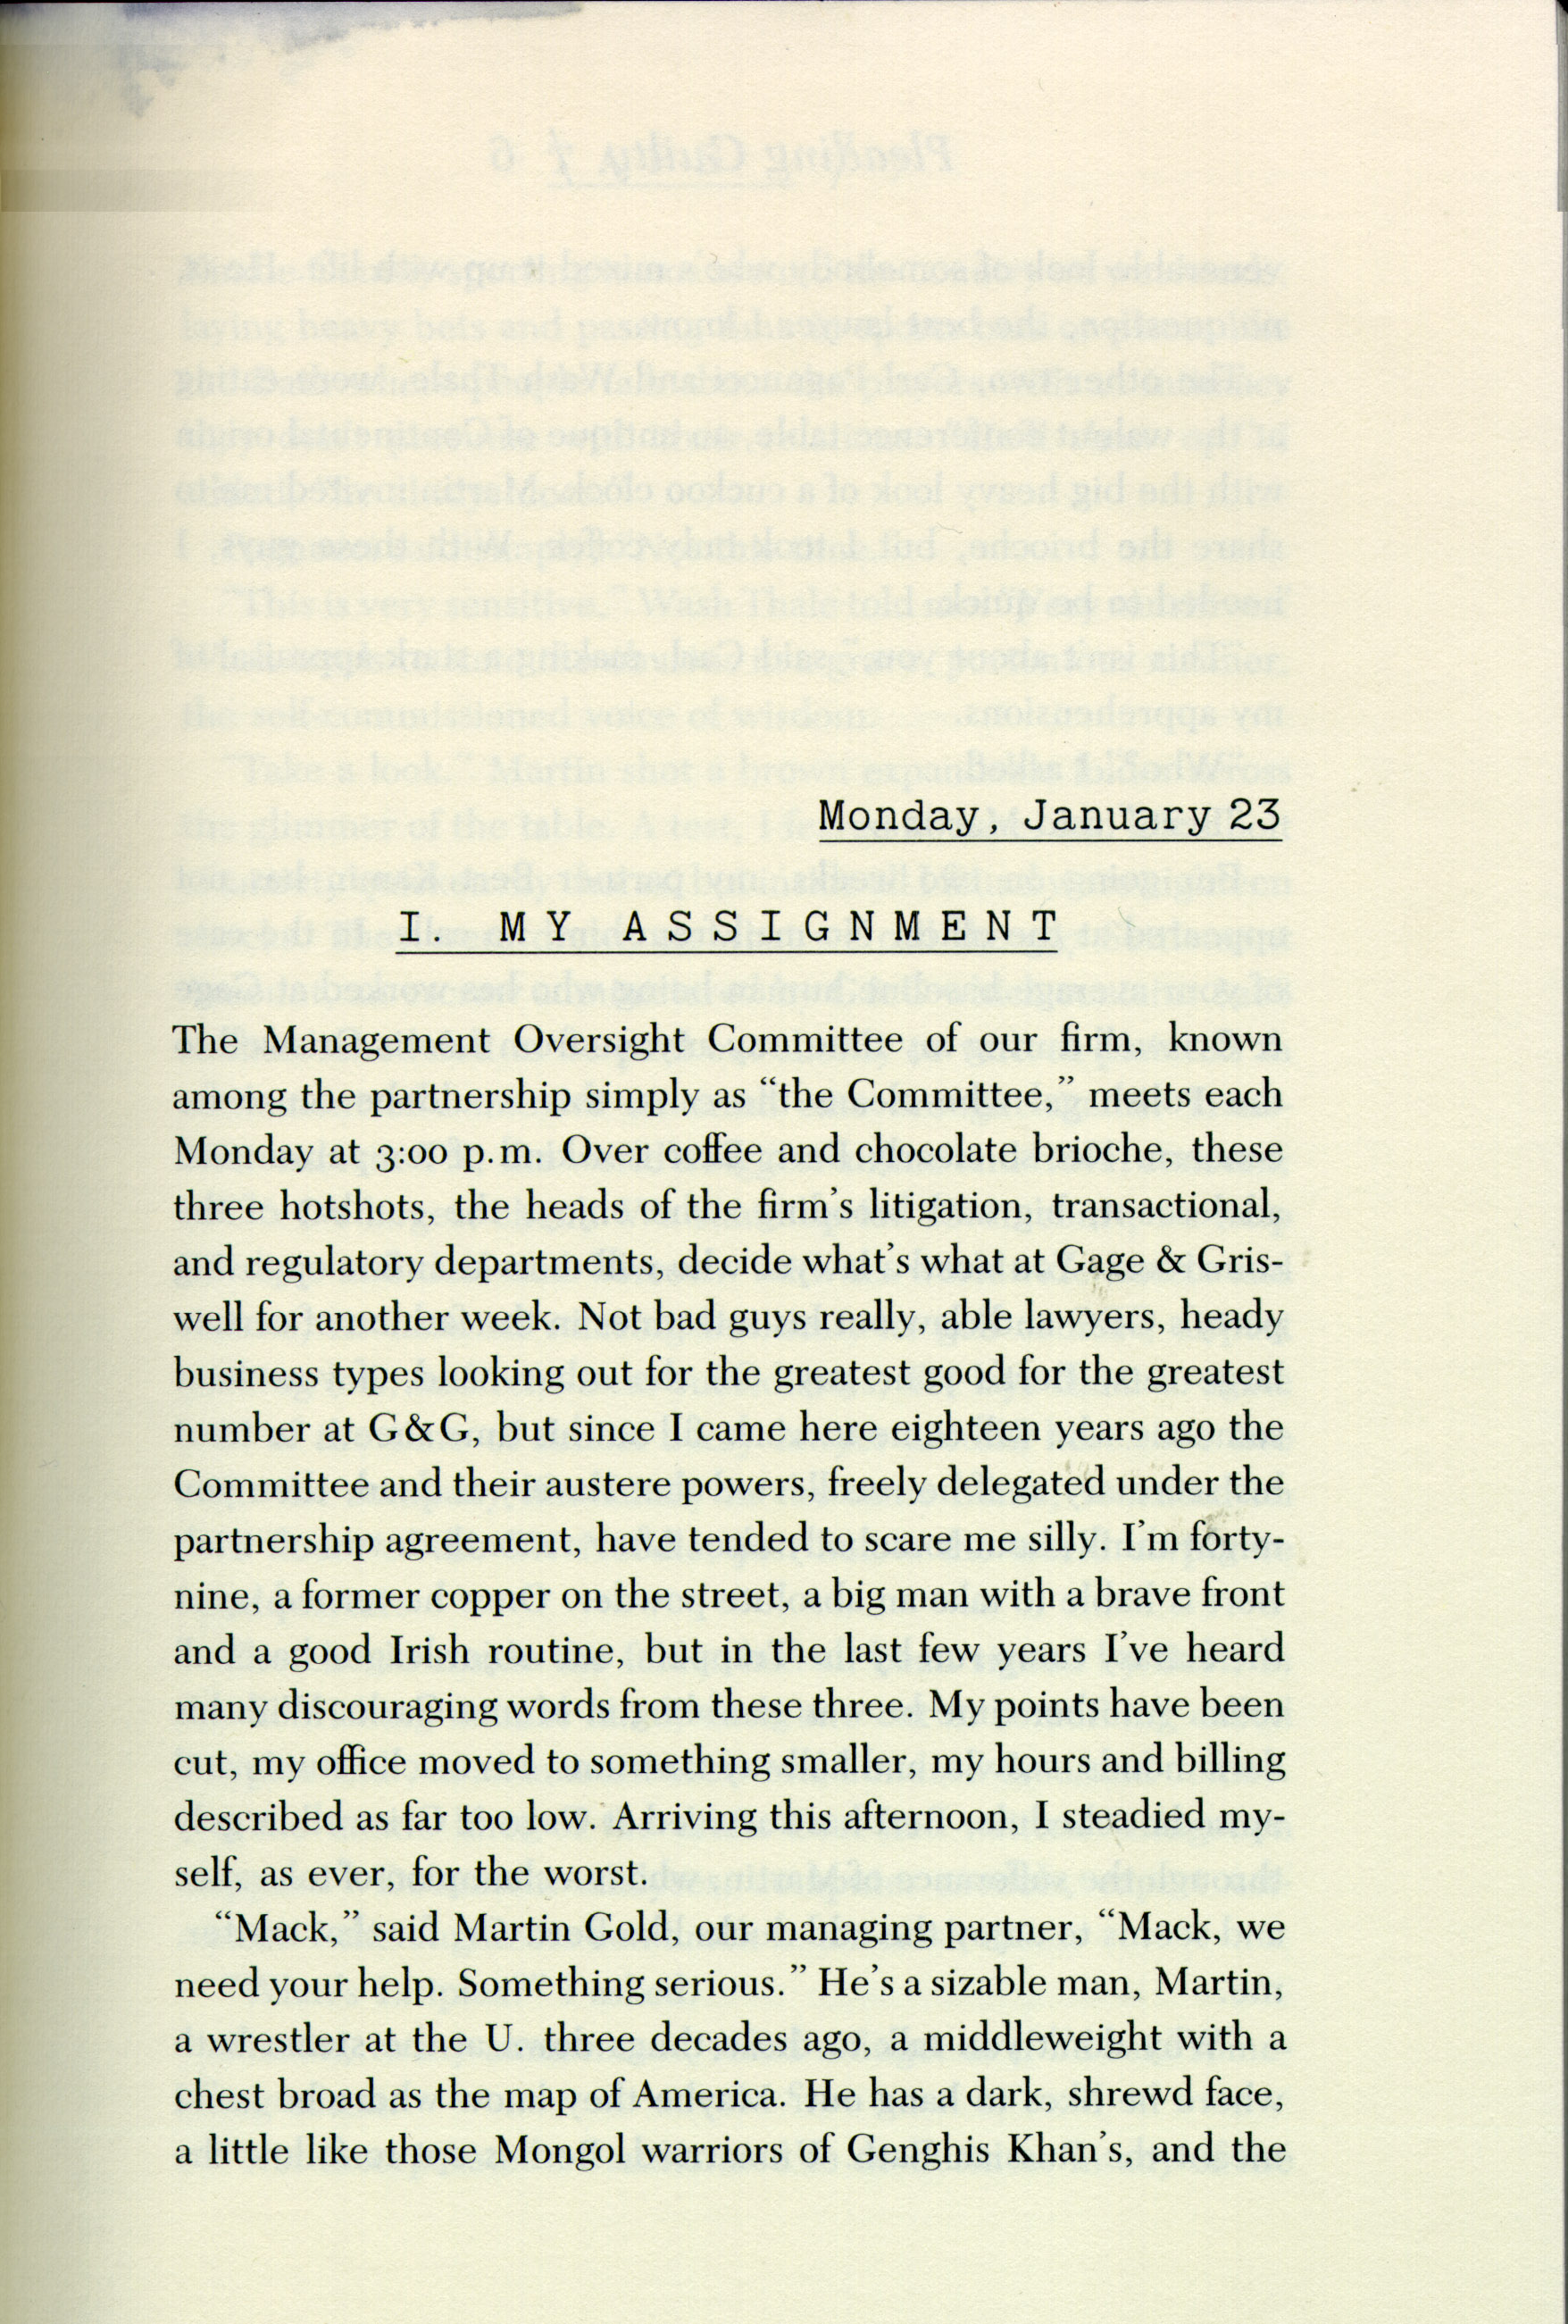 Monday, January 23
I. MY ASSIGNMENT
The Management Oversight Committee of our firm, known
among the partnership simply as “the Committee,” meets each
Monday at 3:00 p.m. Over coffee and chocolate brioche, these
three hotshots, the heads of the firm's litigation, transactional,
and regulatory departments, decide what's what at Gage & Gris-
well for another week. Not bad guys really, able lawyers, heady
business types looking out for the greatest good for the greatest
number at G&G, but since I came here eighteen years ago the
Committee and their austere powers, freely delegated under the
partnership agreement, have tended to scare me silly. I'm forty-
nine, a former copper on the street, a big man with a brave front
and a good Irish routine, but in the last few years I've heard
many discouraging words from these three. My points have been
cut, my office moved to something smaller, my hours and billing
described as far too low. Arriving this afternoon, I steadied my-
self, as ever, for the worst.
“Mack,” said Martin Gold, our managing partner, “Mack, we
need your help. Something serious.” He's a sizable man, Martin,
a wrestler at the U. three decades ago, a middleweight with a
chest broad as the map of America. He has a dark, shrewd face,
a little like those Mongol warriors of Genghis Khan's, and the